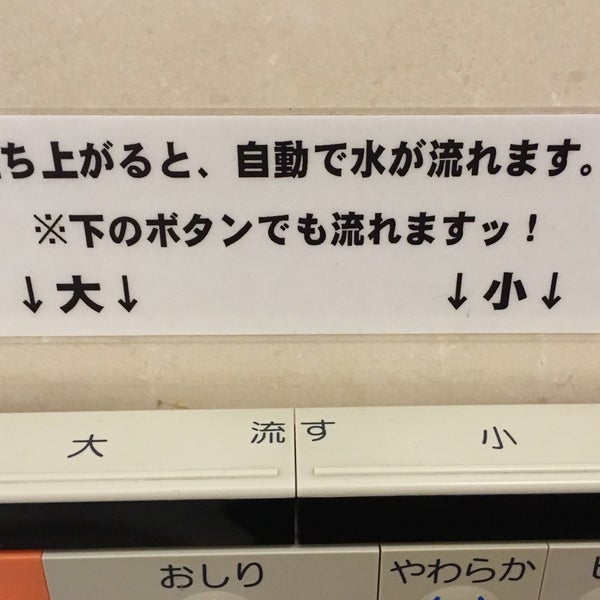 ち上がると、自動で水が流れます。
※下のボタンでも流れますッ！
↓大↓ ↓小↓
大 流す 小
おしり やわらか